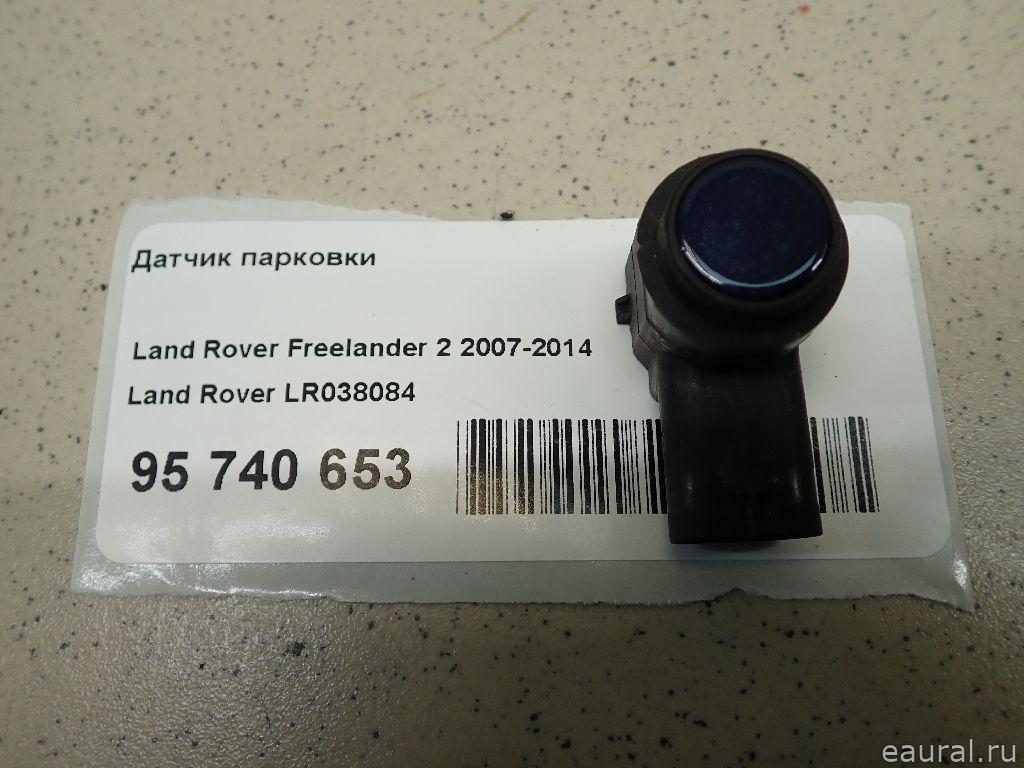 Датчик парковки
Land Rover Freelander 2 2007-2014
Land Rover LR038084
95 740 653
eaural.ru